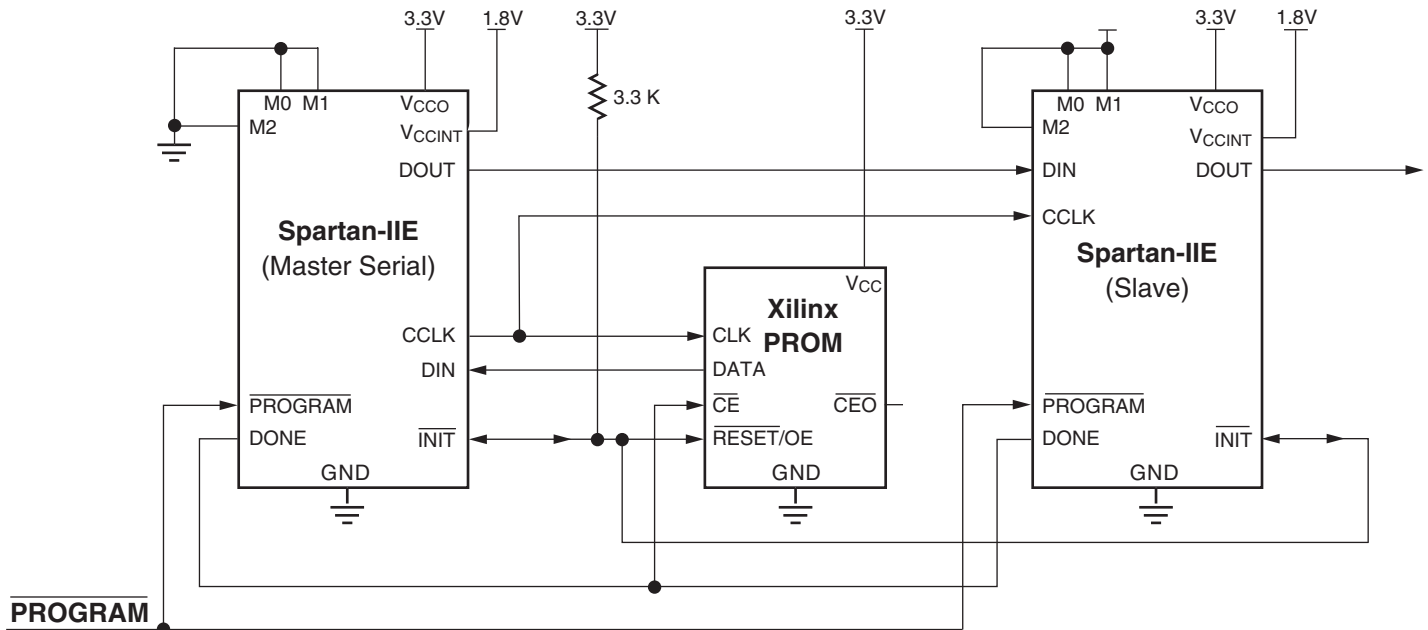 3.3V 1.8V 3.3V 3.3V 3.3V 1.8V
M0 M1 VCCO
M2
VCCINT
DOUT
Spartan-IIE
(Master Serial)
CCLK
DIN
PROGRAM
DONE
INIT
GND
3.3 K
VCC
Xilinx
PROM
CLK
DATA
CE
CEO
RESET/OE
GND
M0 M1 VCCO
M2
VCCINT
DIN
DOUT
CCLK
Spartan-IIE
(Slave)
PROGRAM
DONE
INIT
GND
PROGRAM